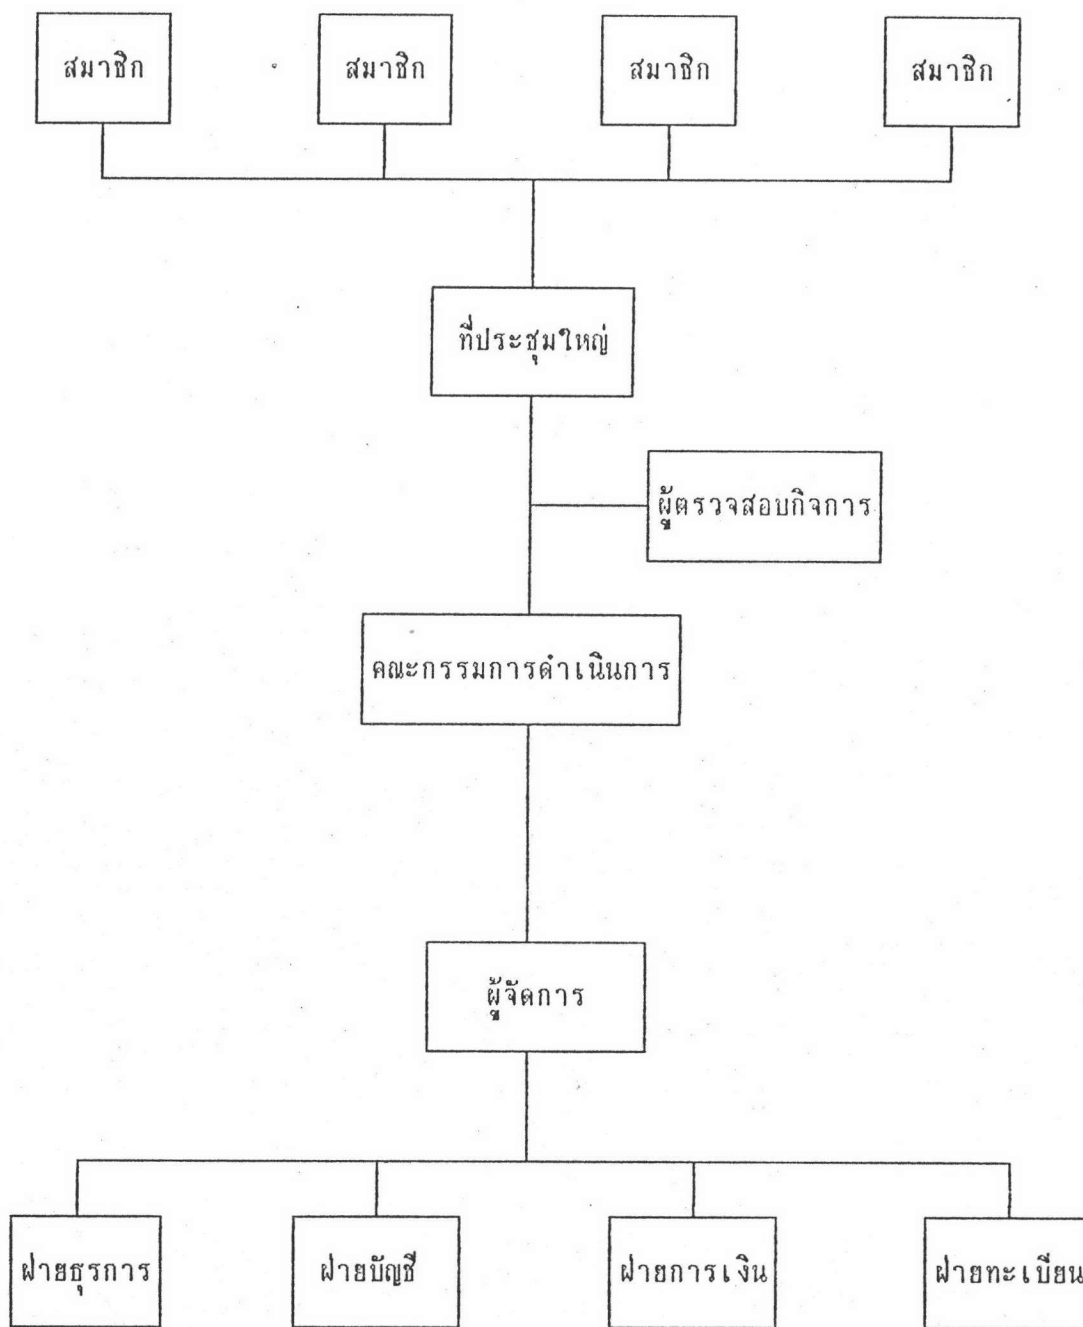 สมาชิก
สมาชิก
สมาชิก
สมาชิก
ที่ประชุมใหญ่
ผู้ตรวจสอบกิจการ
คณะกรรมการดำเนินการ
ผู้จัดการ
ฝ่ายธุรการ
ฝ่ายบัญชี
ฝ่ายการเงิน
ฝ่ายทะเบียน